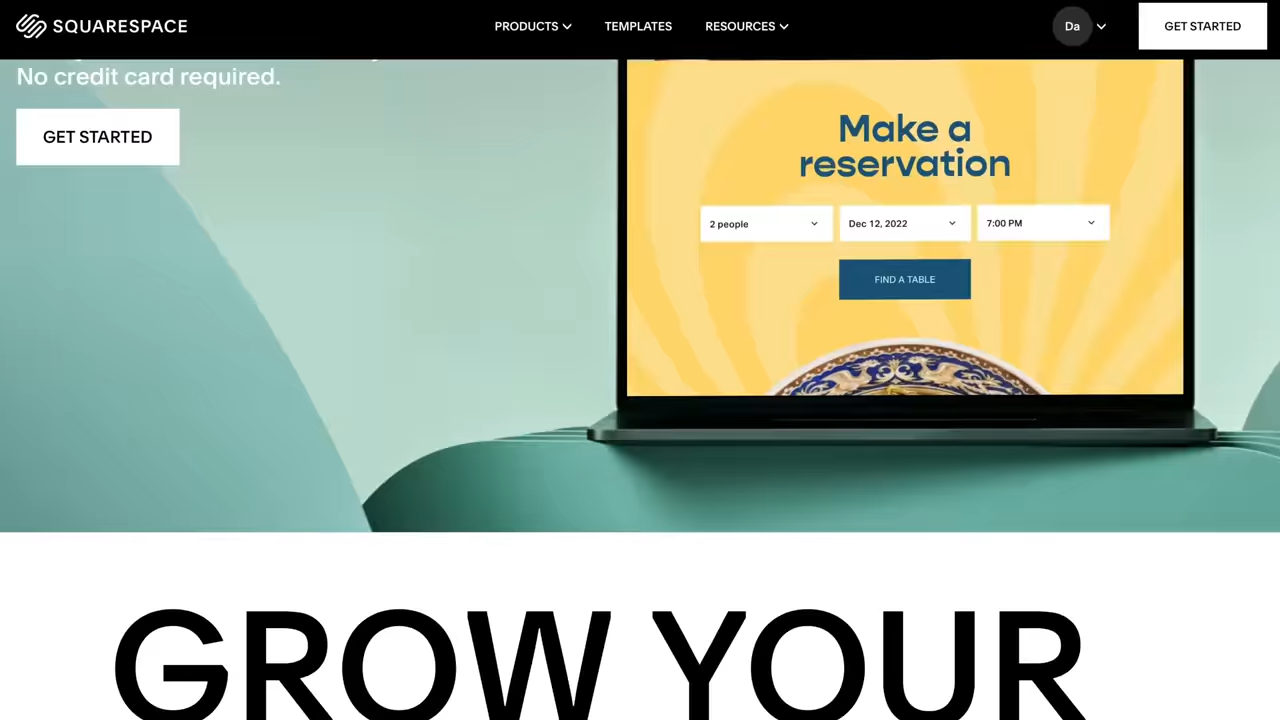 SQUARESPACE
PRODUCTS
TEMPLATES
RESOURCES
Da
GET STARTED
No credit card required.
GET STARTED
Make a
reservation
2 people
Dec 12, 2022
7:00 PM
FIND A TABLE
GROW YOUR